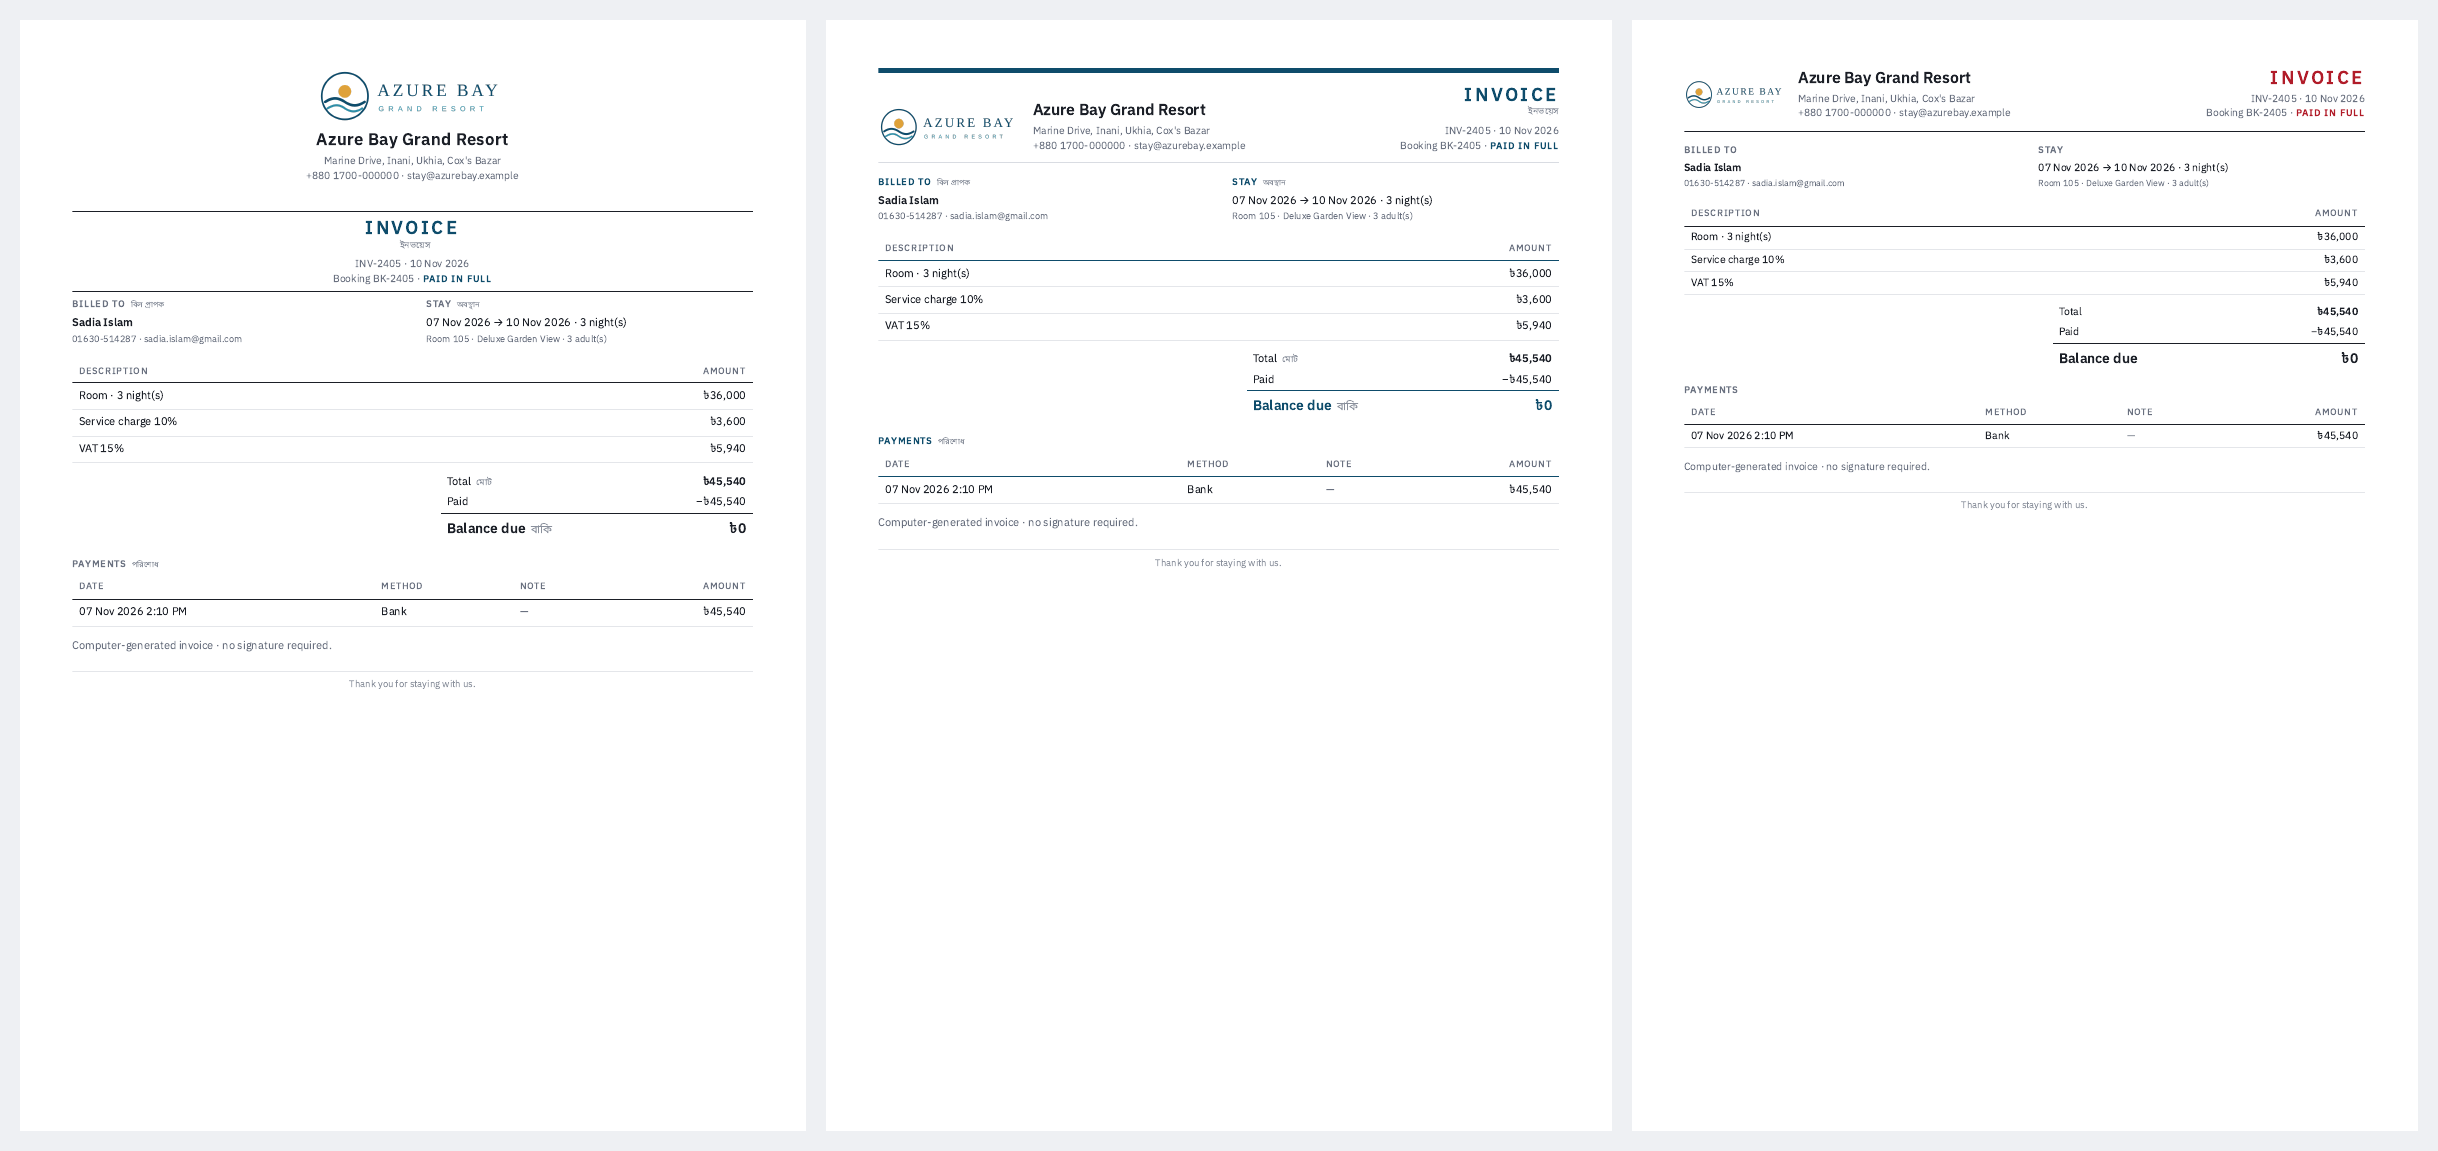 AZURE BAY
GRAND RESORT
Azure Bay Grand Resort
Marine Drive, Inani, Ukhia, Cox's Bazar
+880 1700-000000 · stay@azurebay.example
INVOICE
ইনভয়েস
INV-2405 · 10 Nov 2026
Booking BK-2405 · PAID IN FULL
BILLED TO বিল প্রাপক
STAY অবস্থান
Sadia Islam
07 Nov 2026 → 10 Nov 2026 · 3 night(s)
01630-514287 · sadia.islam@gmail.com
Room 105 · Deluxe Garden View · 3 adult(s)
DESCRIPTION AMOUNT
Room · 3 night(s) ৳36,000
Service charge 10% ৳3,600
VAT 15% ৳5,940
Total মোট ৳45,540
Paid −৳45,540
Balance due বাকি ৳0
PAYMENTS পরিশোধ
DATE METHOD NOTE AMOUNT
07 Nov 2026 2:10 PM Bank — ৳45,540
Computer-generated invoice · no signature required.
Thank you for staying with us.
AZURE BAY
GRAND RESORT
Azure Bay Grand Resort
Marine Drive, Inani, Ukhia, Cox's Bazar
+880 1700-000000 · stay@azurebay.example
INVOICE
ইনভয়েস
INV-2405 · 10 Nov 2026
Booking BK-2405 · PAID IN FULL
BILLED TO বিল প্রাপক
STAY অবস্থান
Sadia Islam
07 Nov 2026 → 10 Nov 2026 · 3 night(s)
01630-514287 · sadia.islam@gmail.com
Room 105 · Deluxe Garden View · 3 adult(s)
DESCRIPTION AMOUNT
Room · 3 night(s) ৳36,000
Service charge 10% ৳3,600
VAT 15% ৳5,940
Total মোট ৳45,540
Paid −৳45,540
Balance due বাকি ৳0
PAYMENTS পরিশোধ
DATE METHOD NOTE AMOUNT
07 Nov 2026 2:10 PM Bank — ৳45,540
Computer-generated invoice · no signature required.
Thank you for staying with us.
AZURE BAY
GRAND RESORT
Azure Bay Grand Resort
Marine Drive, Inani, Ukhia, Cox's Bazar
+880 1700-000000 · stay@azurebay.example
INVOICE
INV-2405 · 10 Nov 2026
Booking BK-2405 · PAID IN FULL
BILLED TO
STAY
Sadia Islam
07 Nov 2026 → 10 Nov 2026 · 3 night(s)
01630-514287 · sadia.islam@gmail.com
Room 105 · Deluxe Garden View · 3 adult(s)
DESCRIPTION AMOUNT
Room · 3 night(s) ৳36,000
Service charge 10% ৳3,600
VAT 15% ৳5,940
Total ৳45,540
Paid −৳45,540
Balance due ৳0
PAYMENTS
DATE METHOD NOTE AMOUNT
07 Nov 2026 2:10 PM Bank — ৳45,540
Computer-generated invoice · no signature required.
Thank you for staying with us.